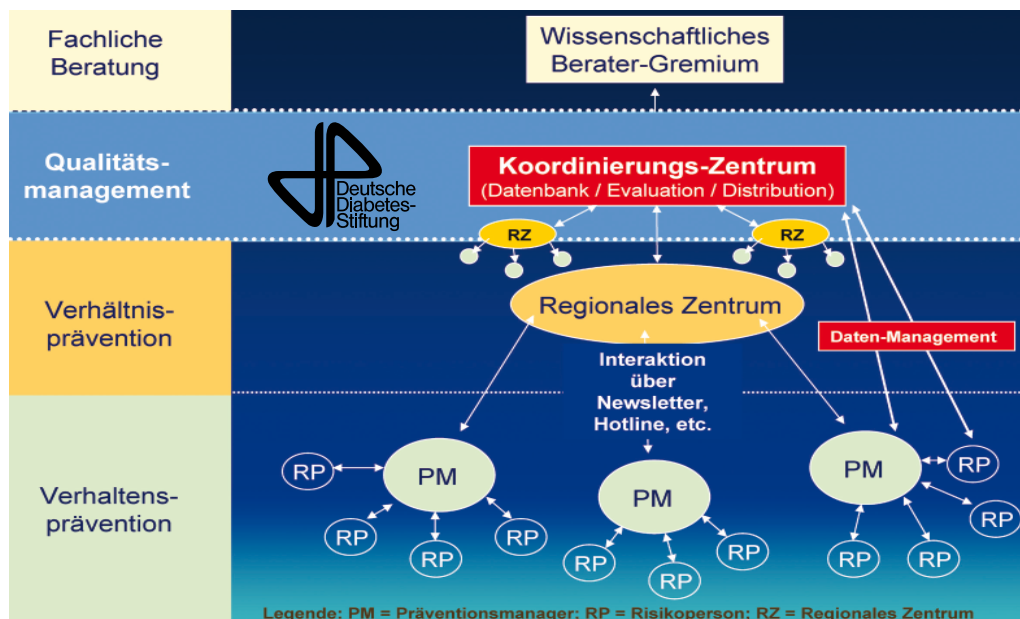 Fachliche
Beratung
Wissenschaftliches
Berater-Gremium
Qualitäts-
management
Deutsche
Diabetes-
Stiftung
Koordinierungs-Zentrum
(Datenbank / Evaluation / Distribution)
RZ
RZ
Verhältnis-
prävention
Regionales Zentrum
Daten-Management
Interaktion
über
Newsletter,
Hotline, etc.
Verhaltens-
prävention
PM
RP
RP
RP
RP
PM
RP
RP
RP
PM
RP
RP
RP
RP
Legende: PM = Präventionsmanager; RP = Risikoperson; RZ = Regionales Zentrum